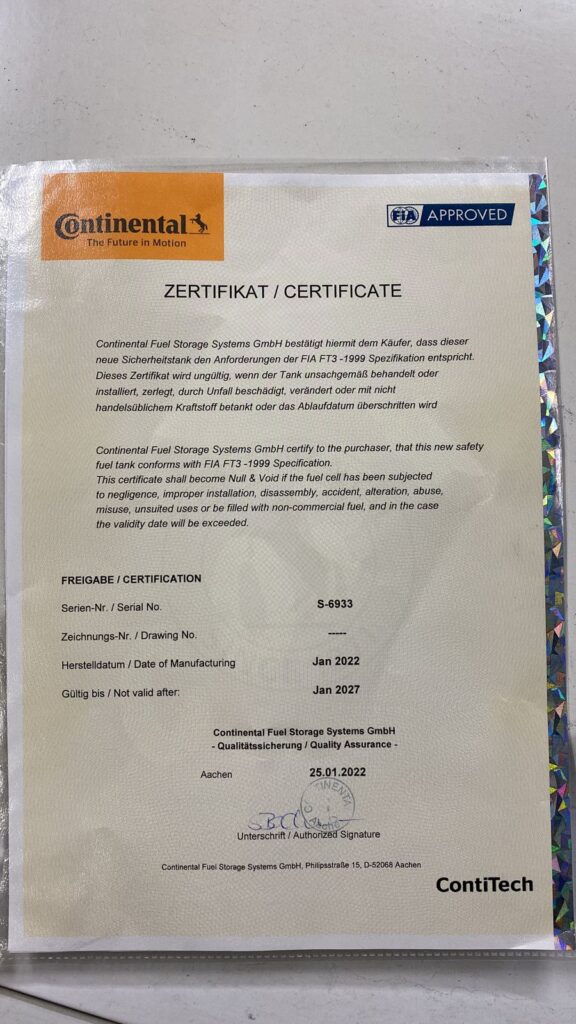 Continental
The Future in Motion
FIA APPROVED
ZERTIFIKAT / CERTIFICATE
Continental Fuel Storage Systems GmbH bestätigt hiermit dem Käufer, dass dieser
neue Sicherheitstank den Anforderungen der FIA FT3 -1999 Spezifikation entspricht.
Dieses Zertifikat wird ungültig, wenn der Tank unsachgemäß behandelt oder
installiert, zerlegt, durch Unfall beschädigt, verändert oder mit nicht
handelsüblichem Kraftstoff betankt oder das Ablaufdatum überschritten wird
Continental Fuel Storage Systems GmbH certify to the purchaser, that this new safety
fuel tank conforms with FIA FT3 -1999 Specification.
This certificate shall become Null & Void if the fuel cell has been subjected
to negligence, improper installation, disassembly, accident, alteration, abuse,
misuse, unsuited uses or be filled with non-commercial fuel, and in the case
the validity date will be exceeded.
FREIGABE / CERTIFICATION
Serien-Nr. / Serial No. S-6933
Zeichnungs-Nr. / Drawing No. -----
Herstelldatum / Date of Manufacturing Jan 2022
Gültig bis / Not valid after: Jan 2027
Continental Fuel Storage Systems GmbH
- Qualitätssicherung / Quality Assurance -
Aachen 25.01.2022
Unterschrift / Authorized Signature
Continental Fuel Storage Systems GmbH, Philipsstraße 15, D-52068 Aachen
ContiTech